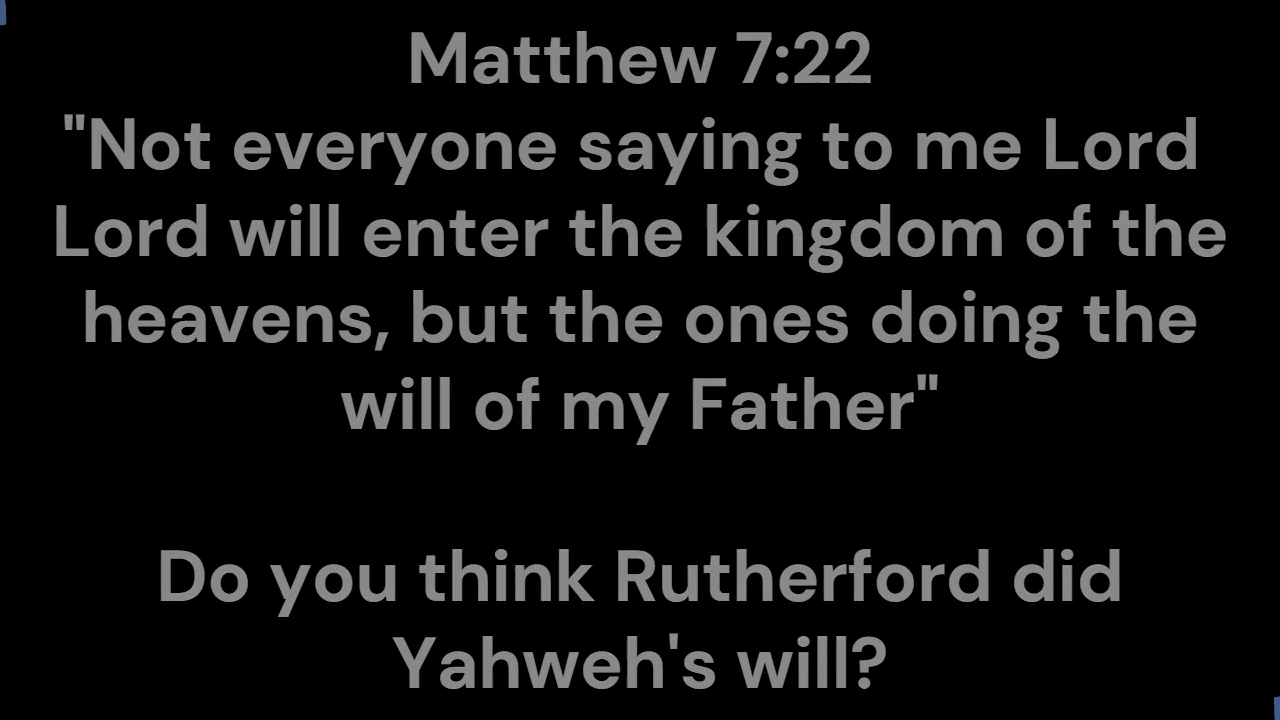 Matthew 7:22
"Not everyone saying to me Lord
Lord will enter the kingdom of the
heavens, but the ones doing the
will of my Father"
Do you think Rutherford did
Yahweh's will?